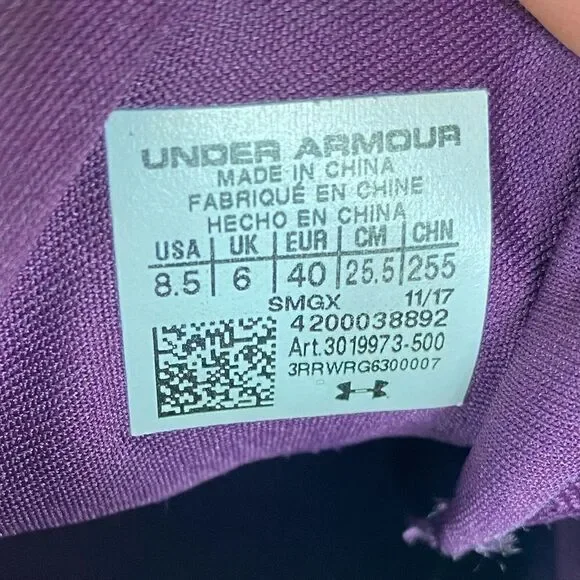 UNDER ARMOUR
MADE IN CHINA
FABRIQUÉ EN CHINE
HECHO EN CHINA
USA UK EUR CM CHN
8.5 6 40 25.5 255
SMGX 11/17
4200038892
Art.3019973-500
3RRWRG6300007